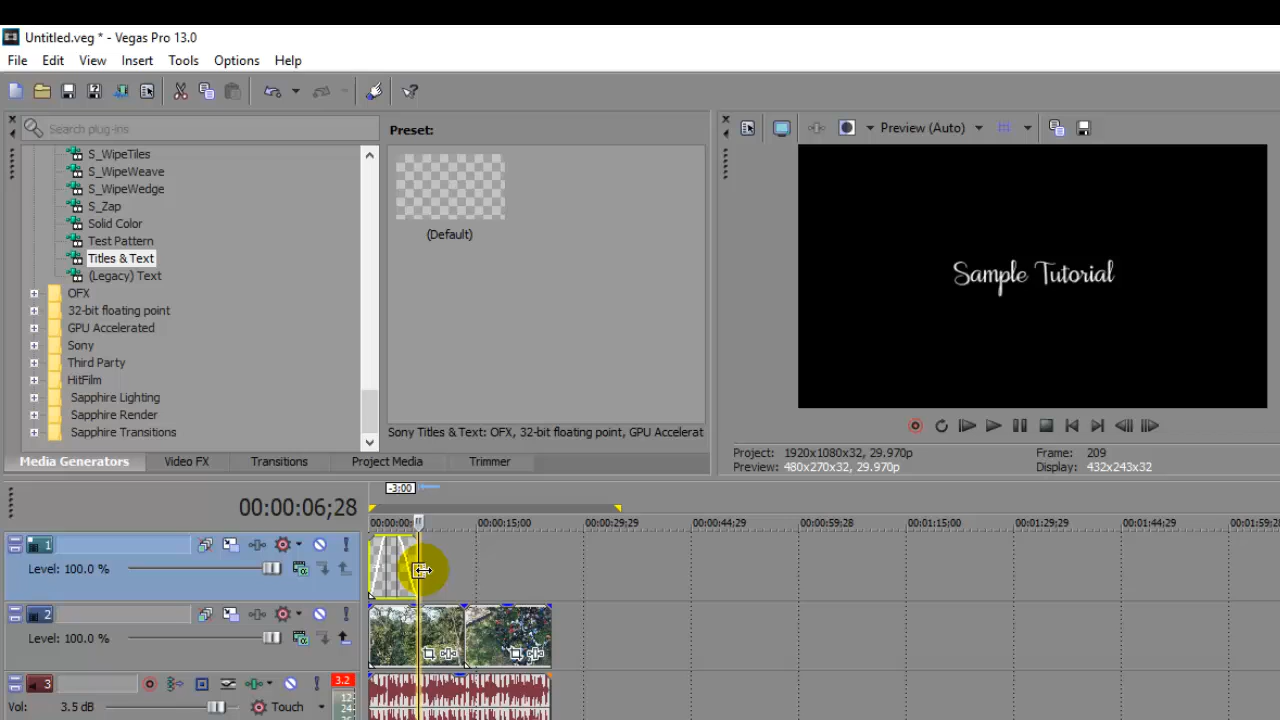 Untitled.veg * - Vegas Pro 13.0
File Edit View Insert Tools Options Help
Search plug-ins
Preset:
Preview (Auto)
S_WipeTiles
S_WipeWeave
S_WipeWedge
S_Zap
Solid Color
Test Pattern
Titles & Text
(Legacy) Text
OFX
32-bit floating point
GPU Accelerated
Sony
Third Party
HitFilm
Sapphire Lighting
Sapphire Render
Sapphire Transitions
(Default)
Sony Titles & Text: OFX, 32-bit floating point, GPU Accelerat
Sample Tutorial
Media Generators Video FX Transitions Project Media Trimmer
Project: 1920x1080x32, 29.970p Frame: 209
Preview: 480x270x32, 29.970p Display: 432x243x32
-3:00
00:00:06;28
00:00:00 00:00:15;00 00:00:29;29 00:00:44;29 00:00:59;28 00:01:15;00 00:01:29;29 00:01:44;29 00:01:59;28
1
Level: 100.0 %
2
Level: 100.0 %
3
3.2
Vol: 3.5 dB Touch
12
24